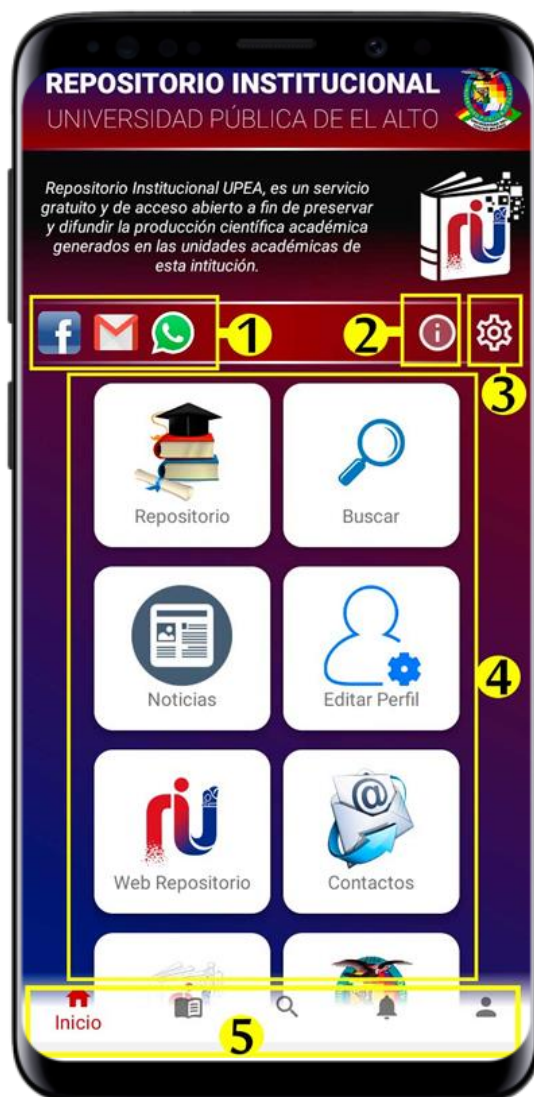 REPOSITORIO INSTITUCIONAL
UNIVERSIDAD PÚBLICA DE EL ALTO
Repositorio Institucional UPEA, es un servicio
gratuito y de acceso abierto a fin de preservar
y difundir la producción científica académica
generados en las unidades académicas de
esta intitución.
1
2
3
Repositorio
Buscar
Noticias
Editar Perfil
4
Web Repositorio
Contactos
Inicio
5